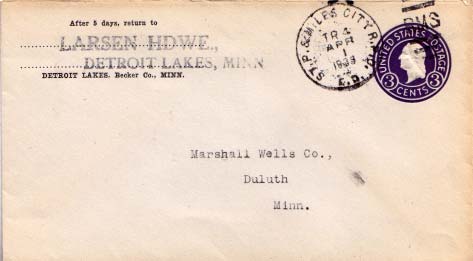 After 5 days, return to
LARSEN HDWE.,
DETROIT LAKES, MINN
DETROIT LAKES, Becker Co., MINN.
ST.P. & MILES CITY R.P.O.
TR 4
APR
1
RMS
UNITED STATES POSTAGE
3 CENTS 3
Marshall Wells Co.,
Duluth
Minn.